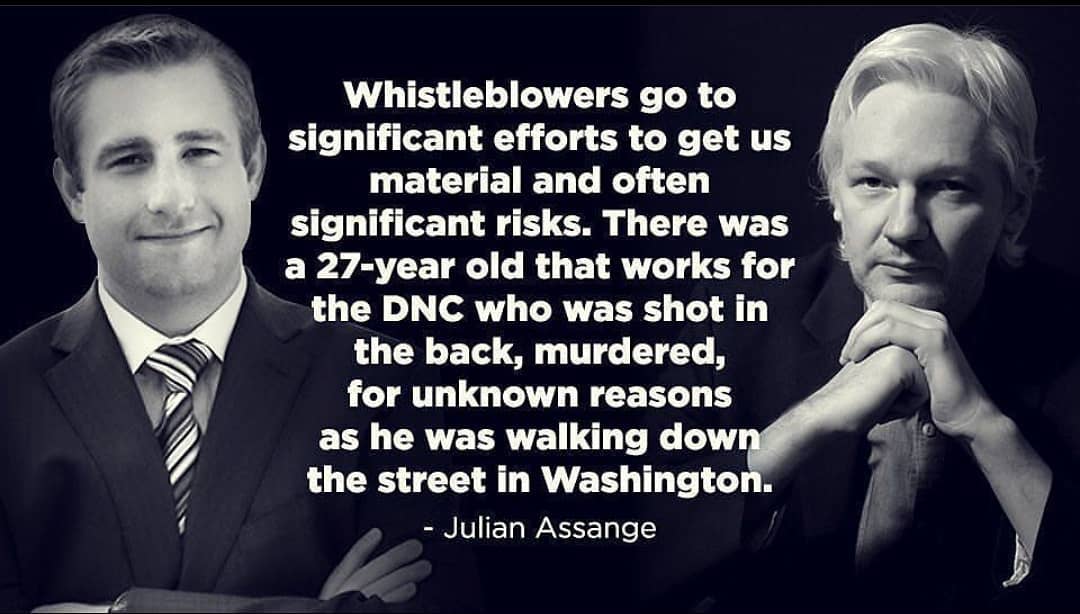 Whistleblowers go to
significant efforts to get us
material and often
significant risks. There was
a 27-year old that works for
the DNC who was shot in
the back, murdered,
for unknown reasons
as he was walking down
the street in Washington.
- Julian Assange